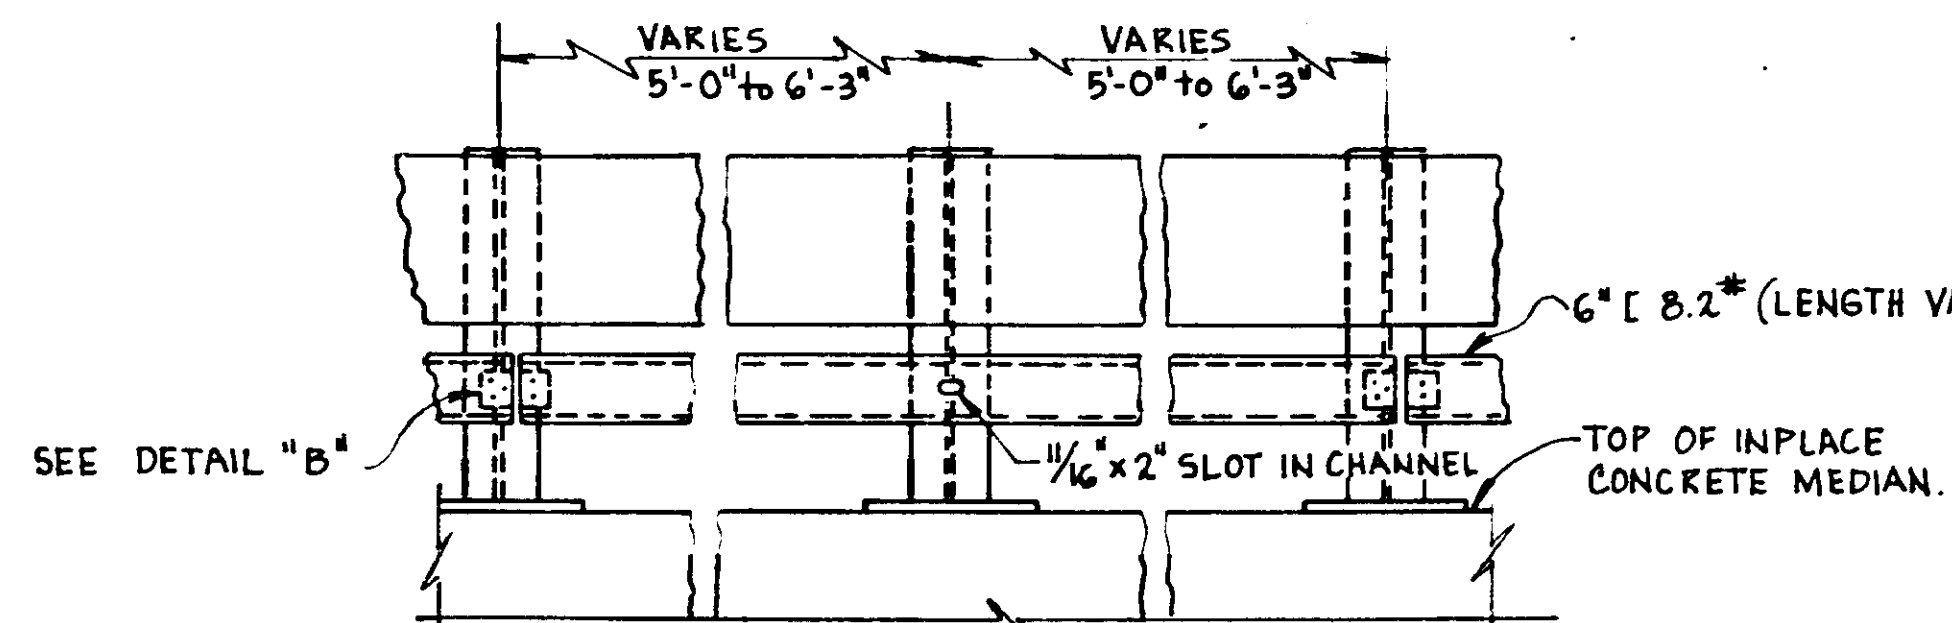 VARIES
5'-0" to 6'-3"
VARIES
5'-0" to 6'-3"
6" [ 8.2# (LENGTH VA
SEE DETAIL "B"
11/16" x 2" SLOT IN CHANNEL
TOP OF INPLACE
CONCRETE MEDIAN.